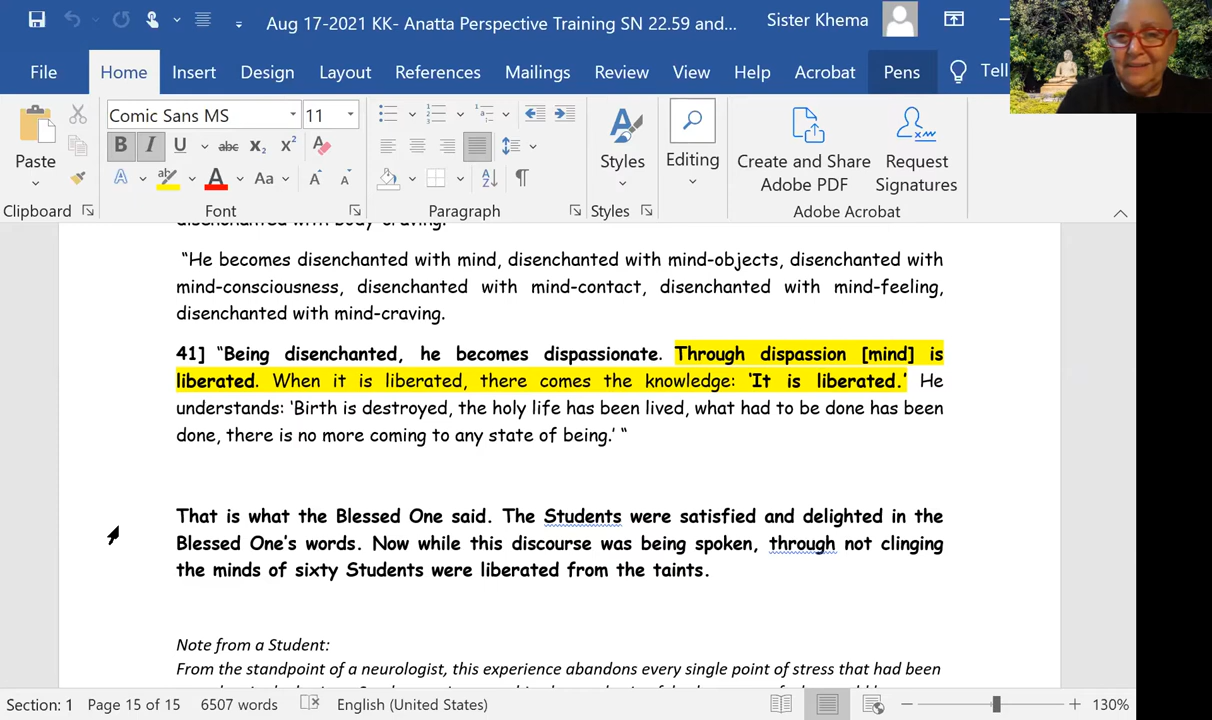 Aug 17-2021 KK- Anatta Perspective Training SN 22.59 and...
Sister Khema
File Home Insert Design Layout References Mailings Review View Help Acrobat Pens Tell
Comic Sans MS 11
Paste
B I U abc x₂ x²
A A Aa A A
Styles
Editing
Create and Share
Adobe PDF
Request
Signatures
Clipboard Font Paragraph Styles Adobe Acrobat
disenchanted with body-craving.
“He becomes disenchanted with mind, disenchanted with mind-objects, disenchanted with
mind-consciousness, disenchanted with mind-contact, disenchanted with mind-feeling,
disenchanted with mind-craving.
41] “Being disenchanted, he becomes dispassionate. Through dispassion [mind] is
liberated. When it is liberated, there comes the knowledge: ‘It is liberated.’ He
understands: ‘Birth is destroyed, the holy life has been lived, what had to be done has been
done, there is no more coming to any state of being.’ “
That is what the Blessed One said. The Students were satisfied and delighted in the
Blessed One’s words. Now while this discourse was being spoken, through not clinging
the minds of sixty Students were liberated from the taints.
Note from a Student:
From the standpoint of a neurologist, this experience abandons every single point of stress that had been
Section: 1 Page 15 of 15 6507 words English (United States) 130%